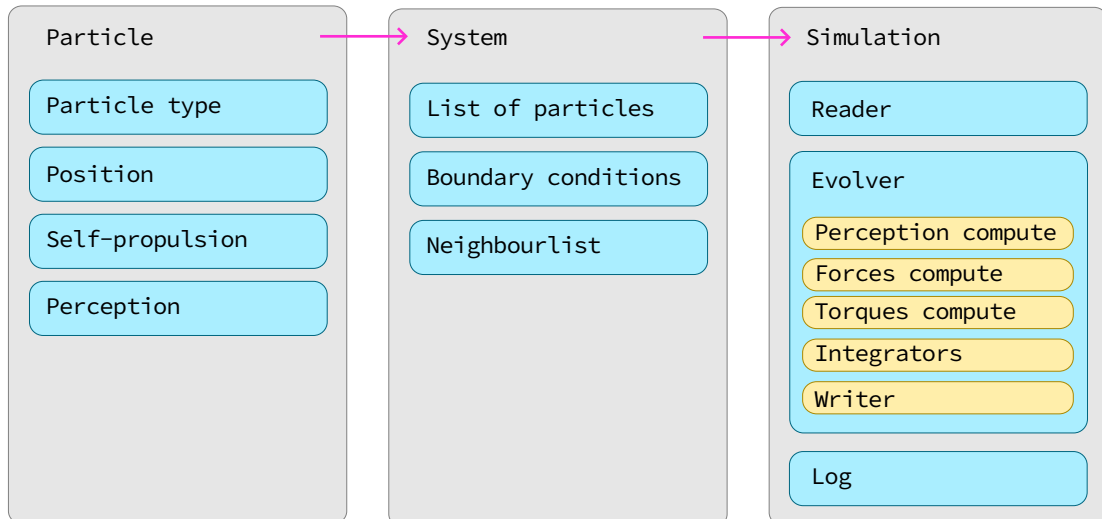 Particle
Particle type
Position
Self-propulsion
Perception
System
List of particles
Boundary conditions
Neighbourlist
Simulation
Reader
Evolver
Perception compute
Forces compute
Torques compute
Integrators
Writer
Log